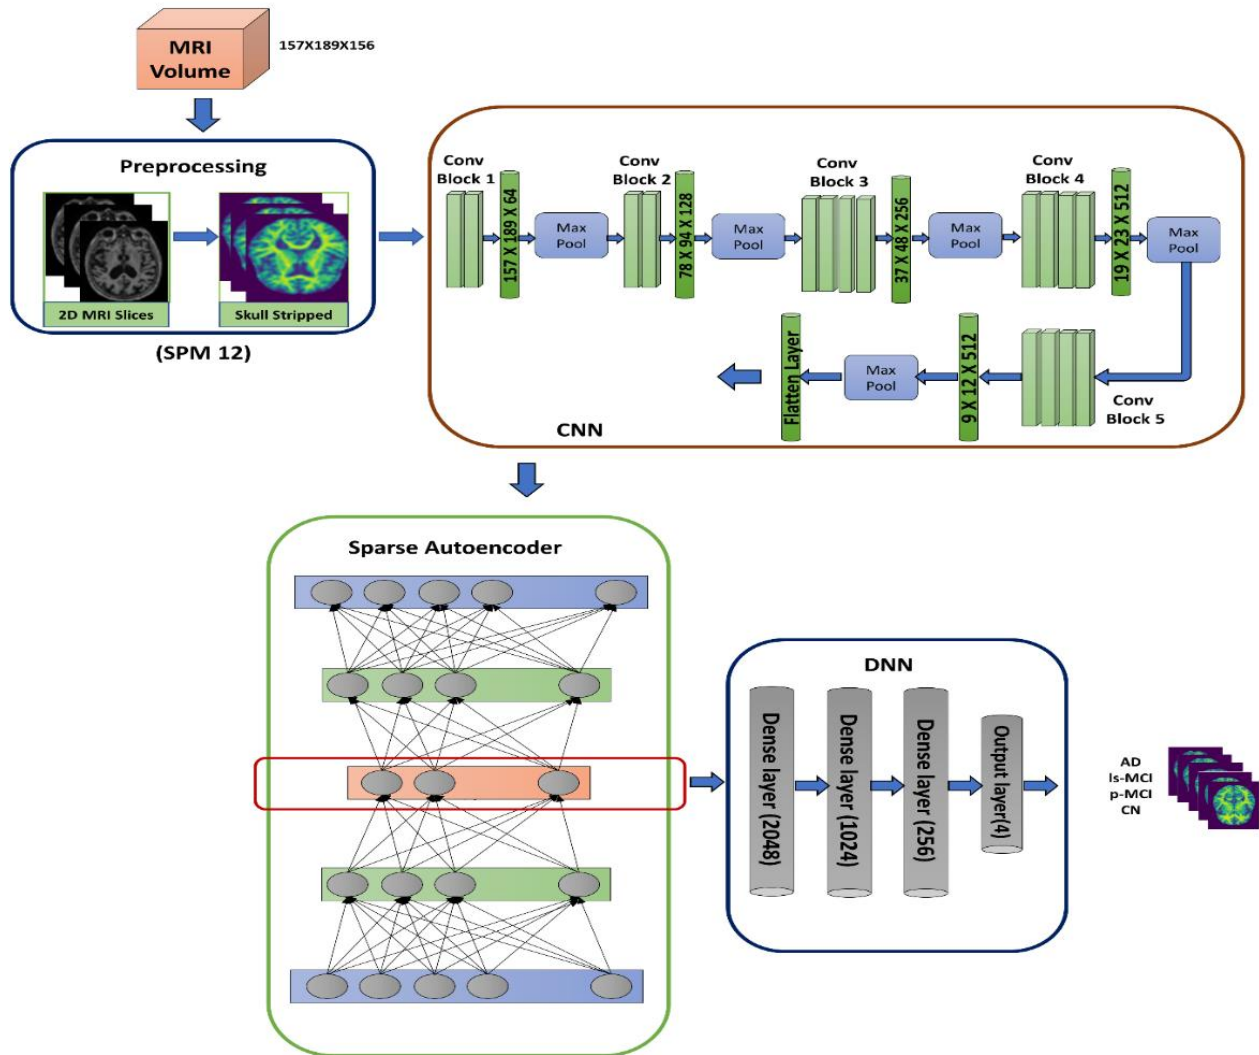 MRI
Volume
157X189X156
Preprocessing
2D MRI Slices
Skull Stripped
(SPM 12)
Conv
Block 1
157 X 189 X 64
Max
Pool
Conv
Block 2
78 X 94 X 128
Max
Pool
Conv
Block 3
37 X 48 X 256
Max
Pool
Conv
Block 4
19 X 23 X 512
Max
Pool
Conv
Block 5
9 X 12 X 512
Max
Pool
Flatten Layer
CNN
Sparse Autoencoder
DNN
Dense layer (2048)
Dense layer (1024)
Dense layer (256)
Output layer(4)
AD
ls-MCI
p-MCI
CN